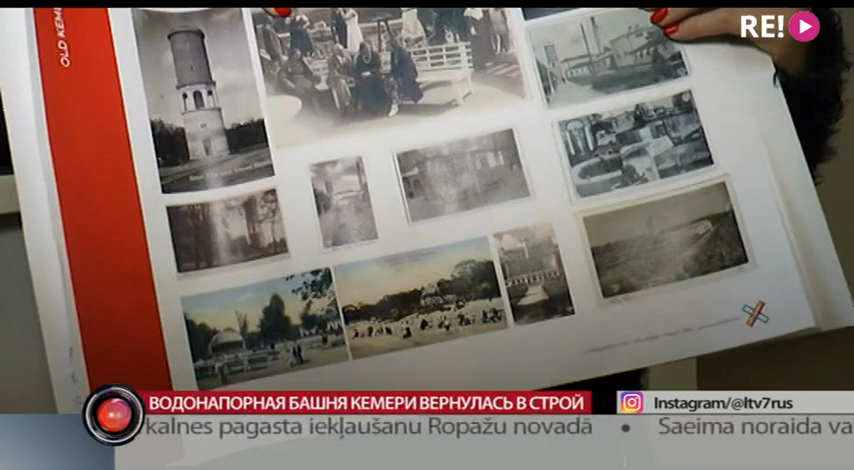 RE!
OLD KEM
ВОДОНАПОРНАЯ БАШНЯ КЕМЕРИ ВЕРНУЛАСЬ В СТРОЙ
Instagram/@ltv7rus
kalnes pagasta iekļaušanu Ropažu novadā • Saeima noraida va